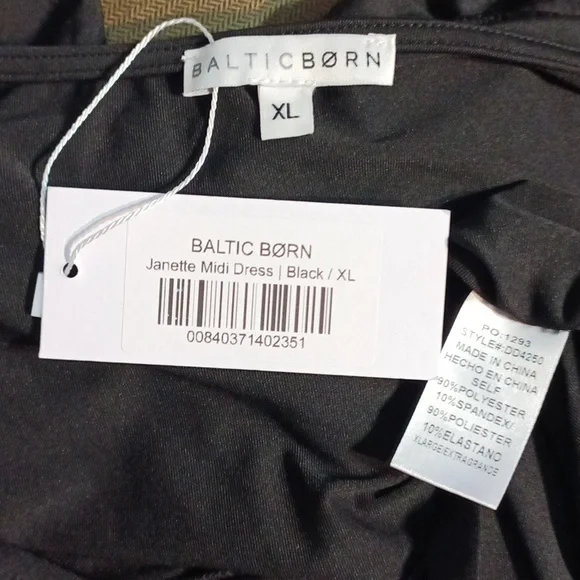 BALTICBØRN
XL
BALTIC BØRN
Janette Midi Dress | Black / XL
00840371402351
PO:1293
STYLE#:DD4250
MADE IN CHINA
HECHO EN CHINA
SELF
90%POLYESTER
10%SPANDEX/
90%POLIESTER
10%ELASTANO
XLARGE/EXTRAGRANDE